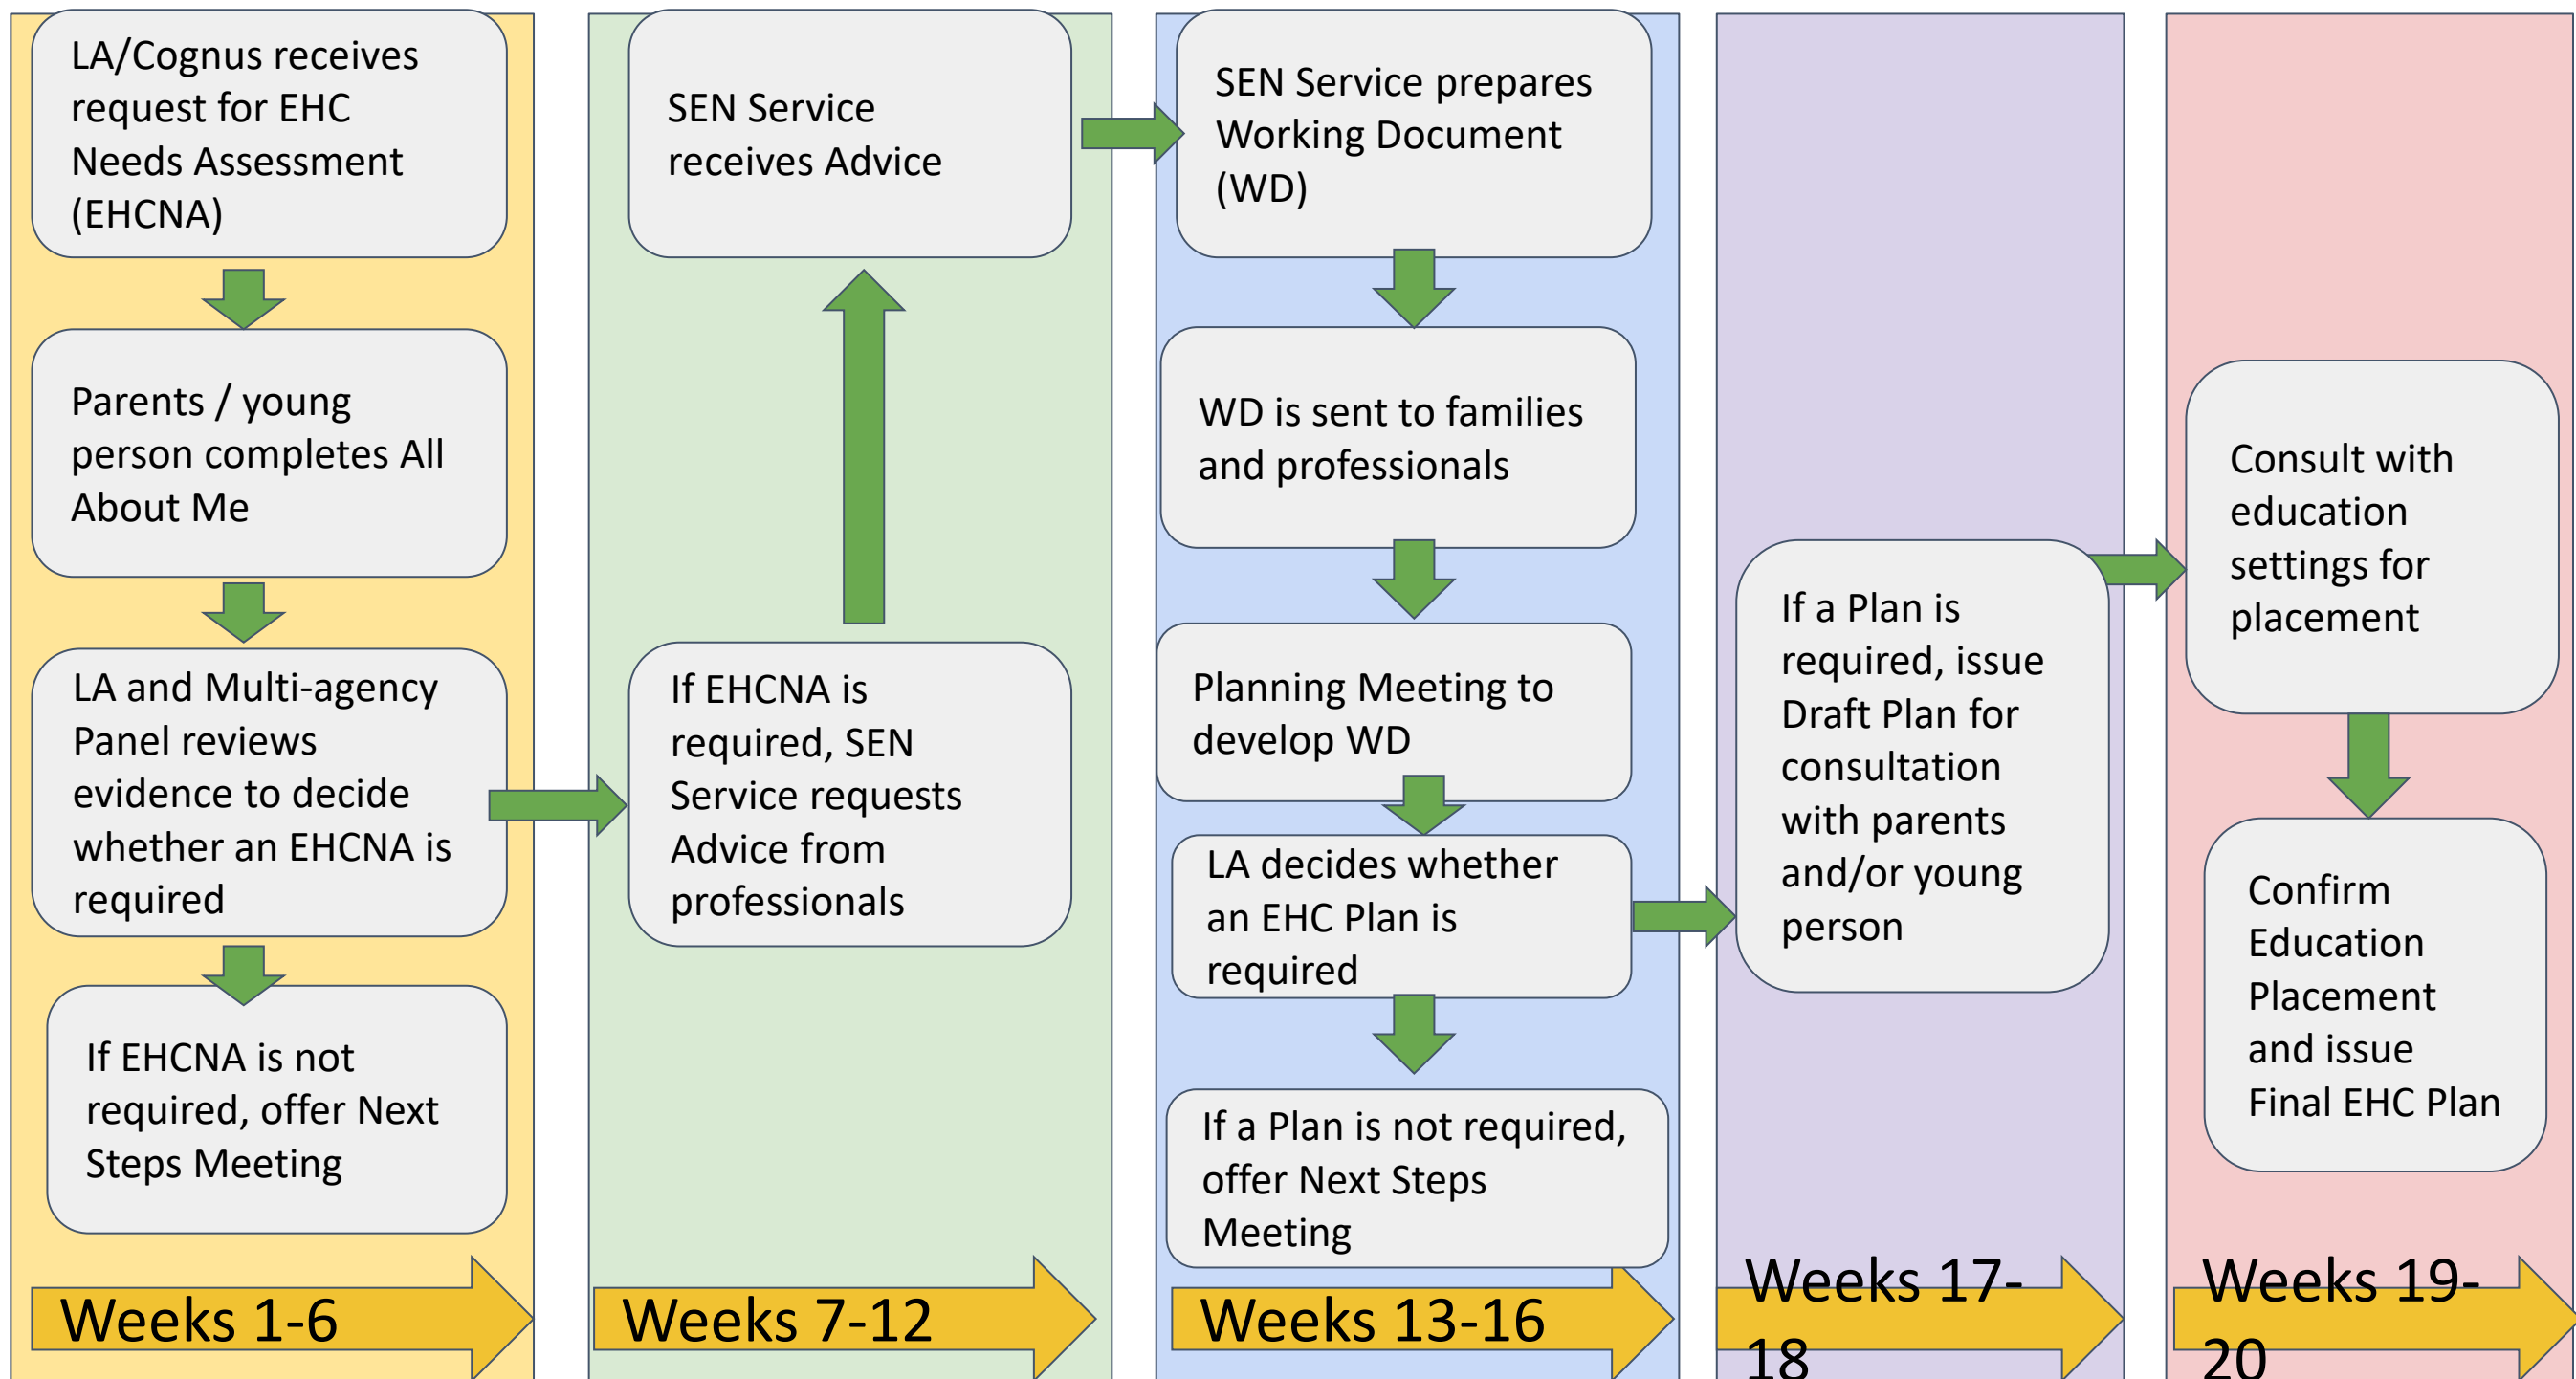 LA/Cognus receives
request for EHC
Needs Assessment
(EHCNA)
Parents / young
person completes All
About Me
LA and Multi-agency
Panel reviews
evidence to decide
whether an EHCNA is
required
If EHCNA is not
required, offer Next
Steps Meeting
Weeks 1-6
SEN Service
receives Advice
If EHCNA is
required, SEN
Service requests
Advice from
professionals
Weeks 7-12
SEN Service prepares
Working Document
(WD)
WD is sent to families
and professionals
Planning Meeting to
develop WD
LA decides whether
an EHC Plan is
required
If a Plan is not required,
offer Next Steps
Meeting
Weeks 13-16
If a Plan is
required, issue
Draft Plan for
consultation
with parents
and/or young
person
Weeks 17-
18
Consult with
education
settings for
placement
Confirm
Education
Placement
and issue
Final EHC Plan
Weeks 19-
20